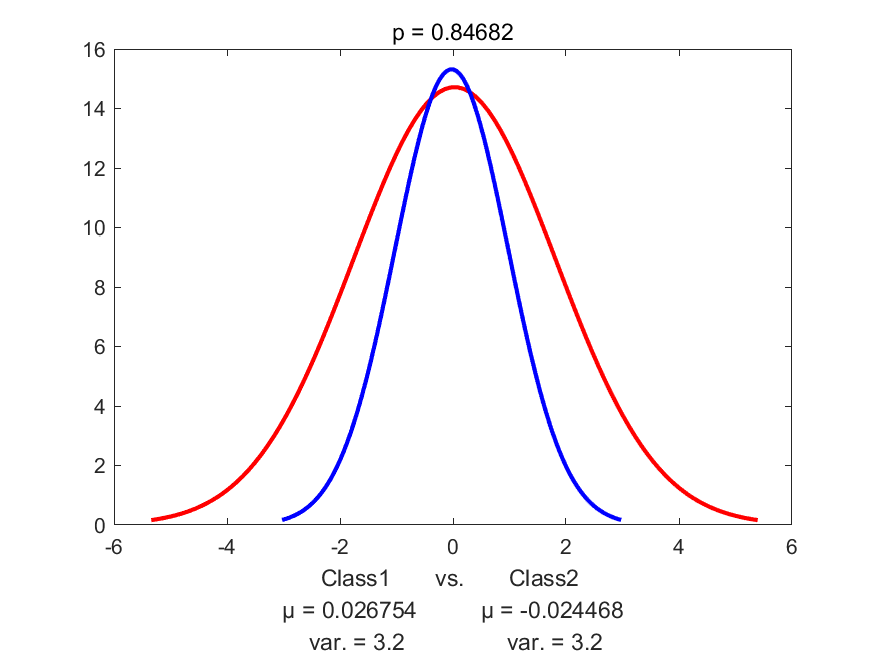 p = 0.84682
16
14
12
10
8
6
4
2
0
-6 -4 -2 0 2 4 6
Class1 vs. Class2
μ = 0.026754 μ = -0.024468
var. = 3.2 var. = 3.2